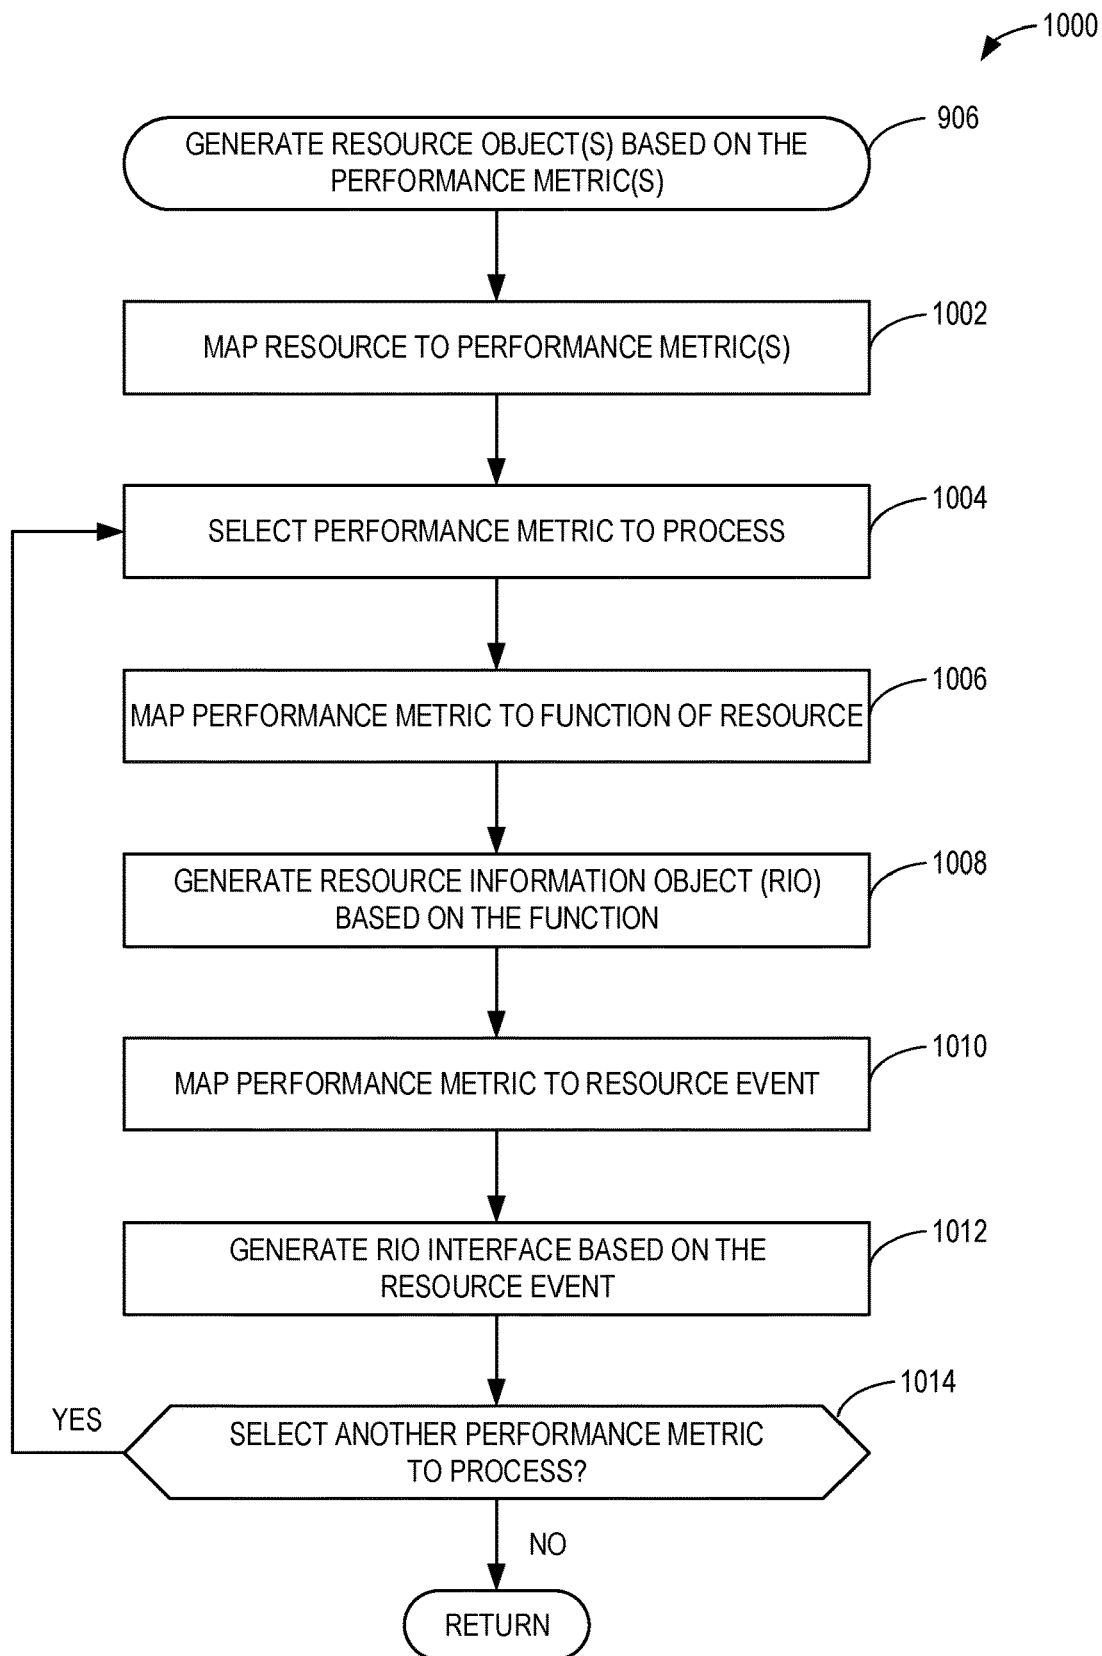 1000
906
GENERATE RESOURCE OBJECT(S) BASED ON THE
PERFORMANCE METRIC(S)
1002
MAP RESOURCE TO PERFORMANCE METRIC(S)
1004
SELECT PERFORMANCE METRIC TO PROCESS
1006
MAP PERFORMANCE METRIC TO FUNCTION OF RESOURCE
1008
GENERATE RESOURCE INFORMATION OBJECT (RIO)
BASED ON THE FUNCTION
1010
MAP PERFORMANCE METRIC TO RESOURCE EVENT
1012
GENERATE RIO INTERFACE BASED ON THE
RESOURCE EVENT
1014
YES
SELECT ANOTHER PERFORMANCE METRIC
TO PROCESS?
NO
RETURN